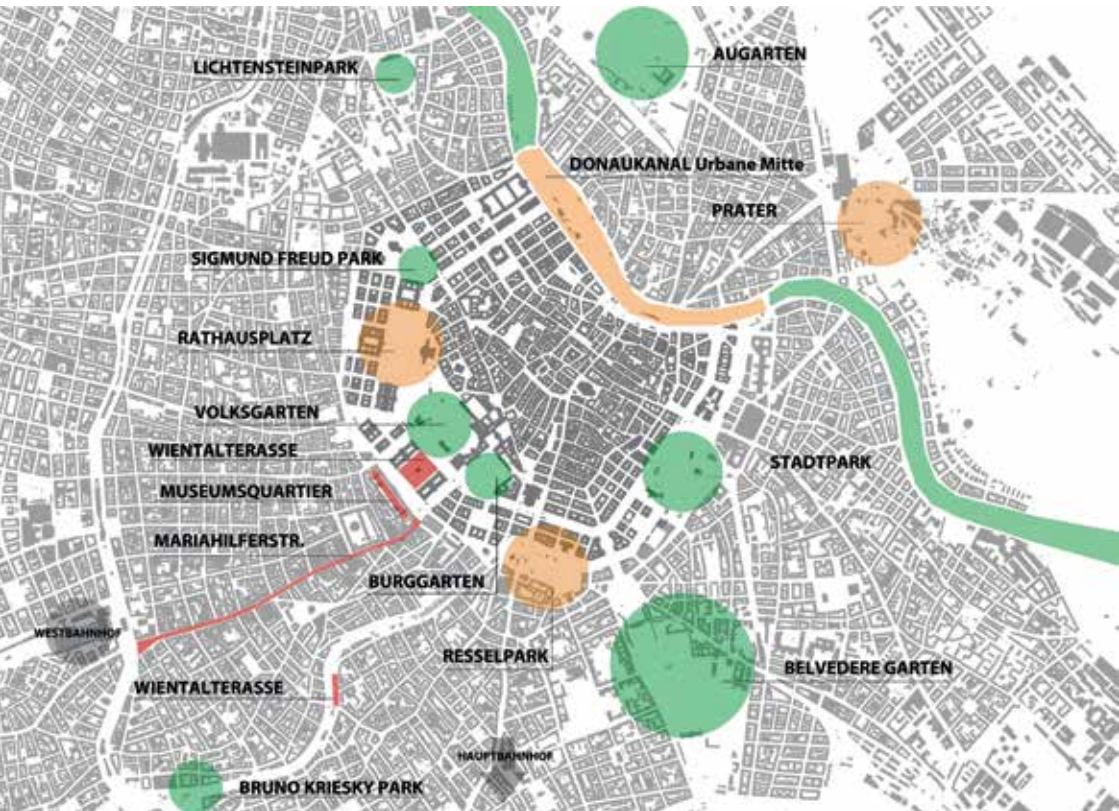 AUGARTEN
LICHTENSTEINPARK
DONAUKANAL Urbane Mitte
PRATER
SIGMUND FREUD PARK
RATHAUSPLATZ
VOLKSGARTEN
WIENTALTERASSE
STADTPARK
MUSEUMSQUARTIER
MARIAHILFERSTR.
BURGGARTEN
WESTBAHNHOF
RESSELPARK
BELVEDERE GARTEN
WIENTALTERASSE
HAUPTBAHNHOF
BRUNO KRIESKY PARK